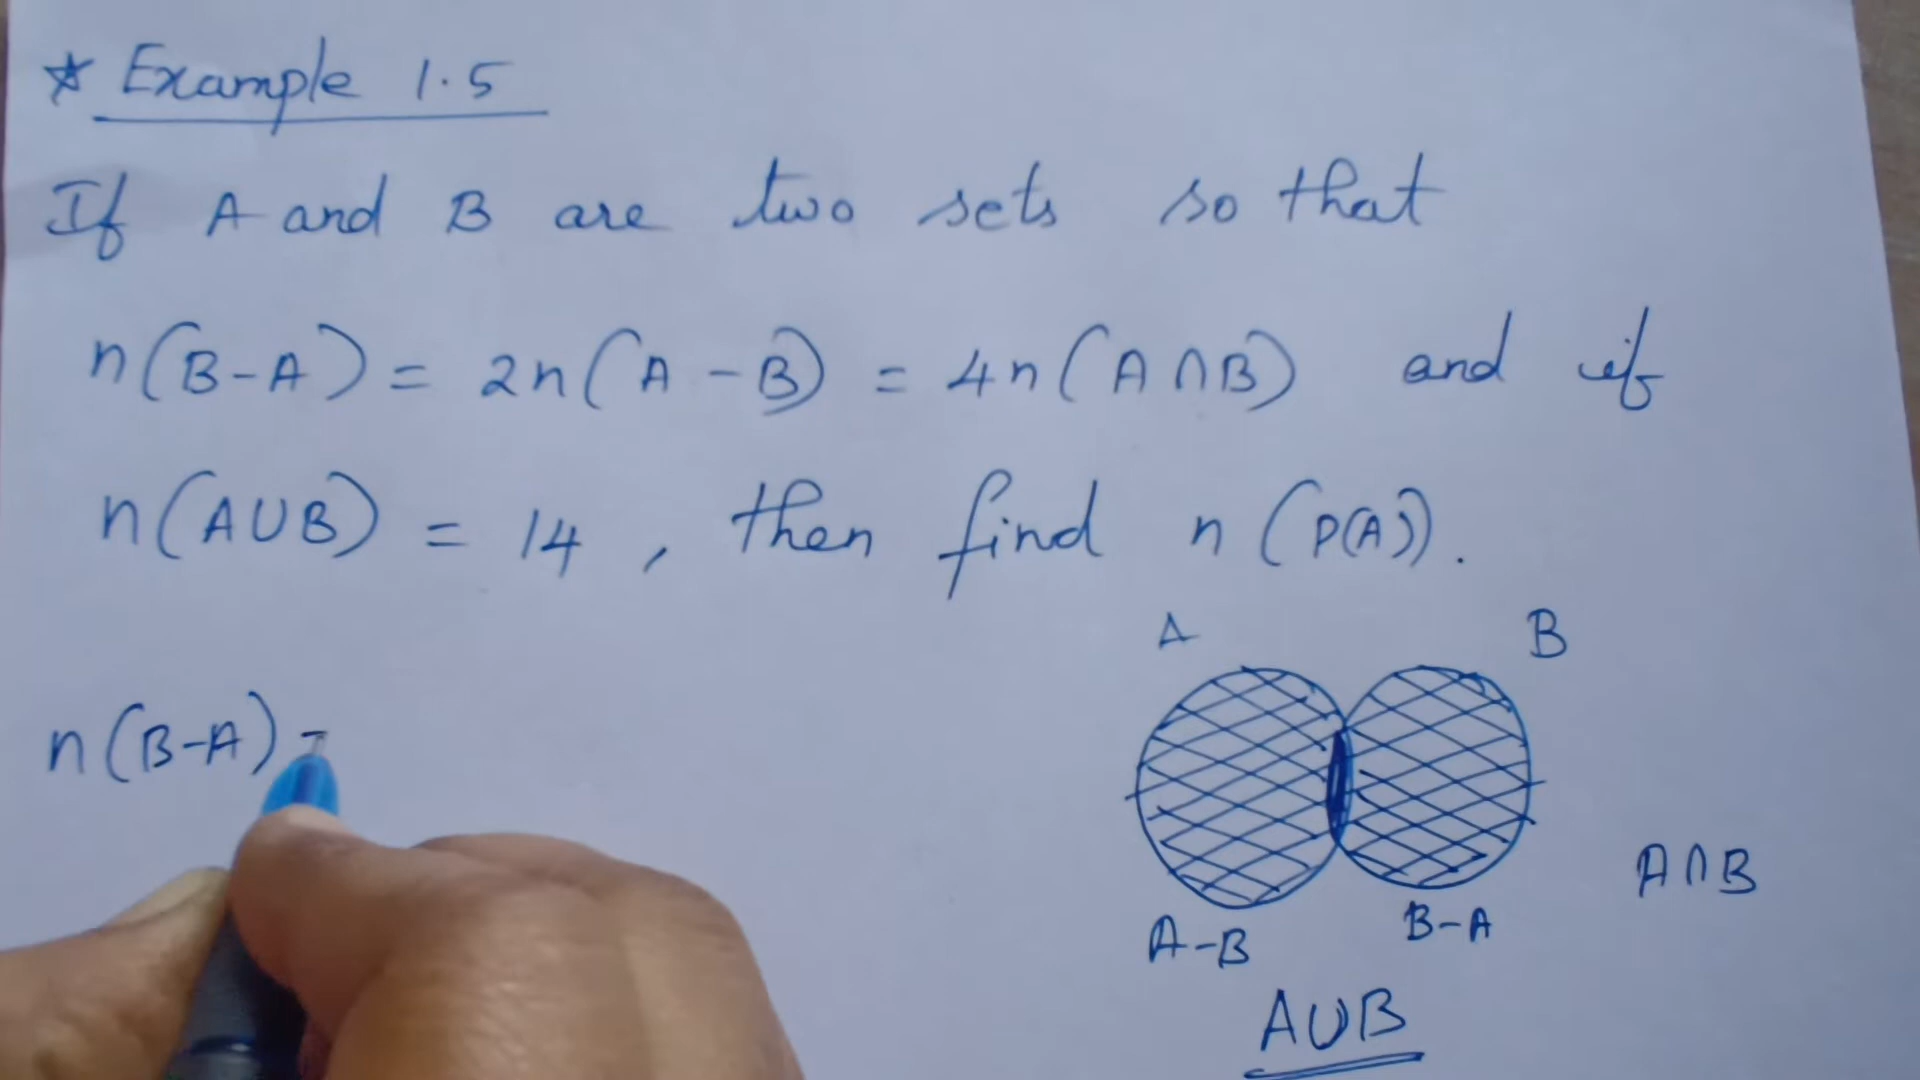 * Example 1.5
If A and B are two sets so that
n(B-A) = 2n(A-B) = 4n(A∩B) and if
n(A∪B) = 14, then find n(P(A)).
A B
n(B-A) =
A∩B
A-B B-A
A∪B